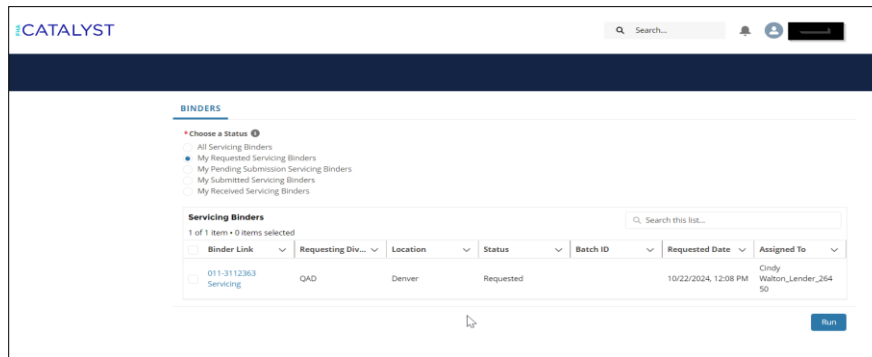 FHA CATALYST
Search...
BINDERS
*Choose a Status
All Servicing Binders
My Requested Servicing Binders
My Pending Submission Servicing Binders
My Submitted Servicing Binders
My Received Servicing Binders
Servicing Binders
Search this list...
1 of 1 item • 0 items selected
Binder Link Requesting Div... Location Status Batch ID Requested Date Assigned To
011-3112363 Servicing QAD Denver Requested 10/22/2024, 12:08 PM Cindy Walton_Lender_26450
Run